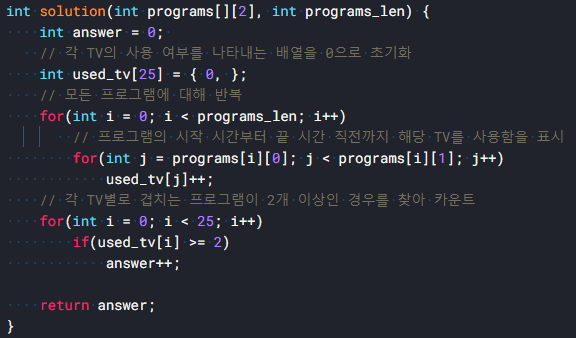 int solution(int programs[][2], int programs_len) {
    int answer = 0;
    // 각 TV의 사용 여부를 나타내는 배열을 0으로 초기화
    int used_tv[25] = { 0, };
    // 모든 프로그램에 대해 반복
    for(int i = 0; i < programs_len; i++)
        // 프로그램의 시작 시간부터 끝 시간 직전까지 해당 TV를 사용함을 표시
        for(int j = programs[i][0]; j < programs[i][1]; j++)
            used_tv[j]++;
    // 각 TV별로 겹치는 프로그램이 2개 이상인 경우를 찾아 카운트
    for(int i = 0; i < 25; i++)
        if(used_tv[i] >= 2)
            answer++;

    return answer;
}